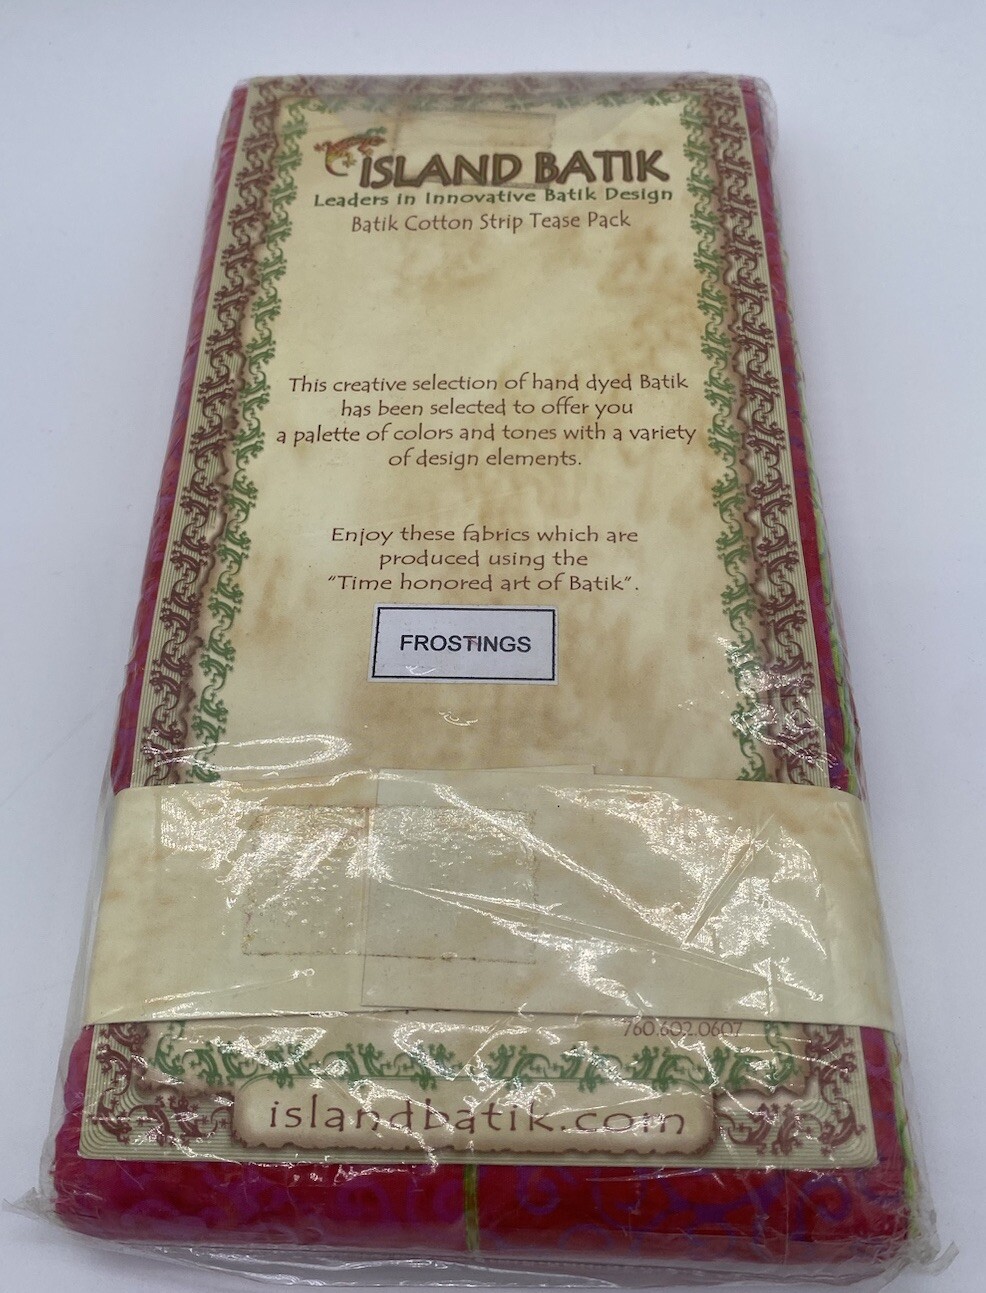 ISLAND BATIK
Leaders in Innovative Batik Design
Batik Cotton Strip Tease Pack
This creative selection of hand dyed Batik
has been selected to offer you
a palette of colors and tones with a variety
of design elements.
Enjoy these fabrics which are
produced using the
"Time honored art of Batik".
FROSTINGS
760.602.0607
islandbatik.com